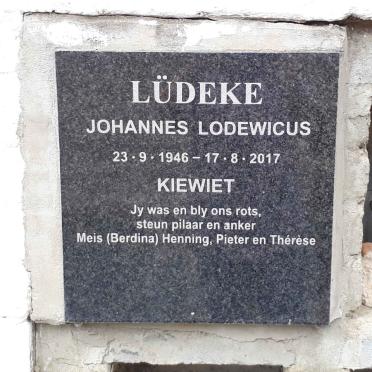 LÜDEKE
JOHANNES LODEWICUS
23 · 9 · 1946 – 17 · 8 · 2017
KIEWIET
Jy was en bly ons rots,
steun pilaar en anker
Meis (Berdina) Henning, Pieter en Thérèse